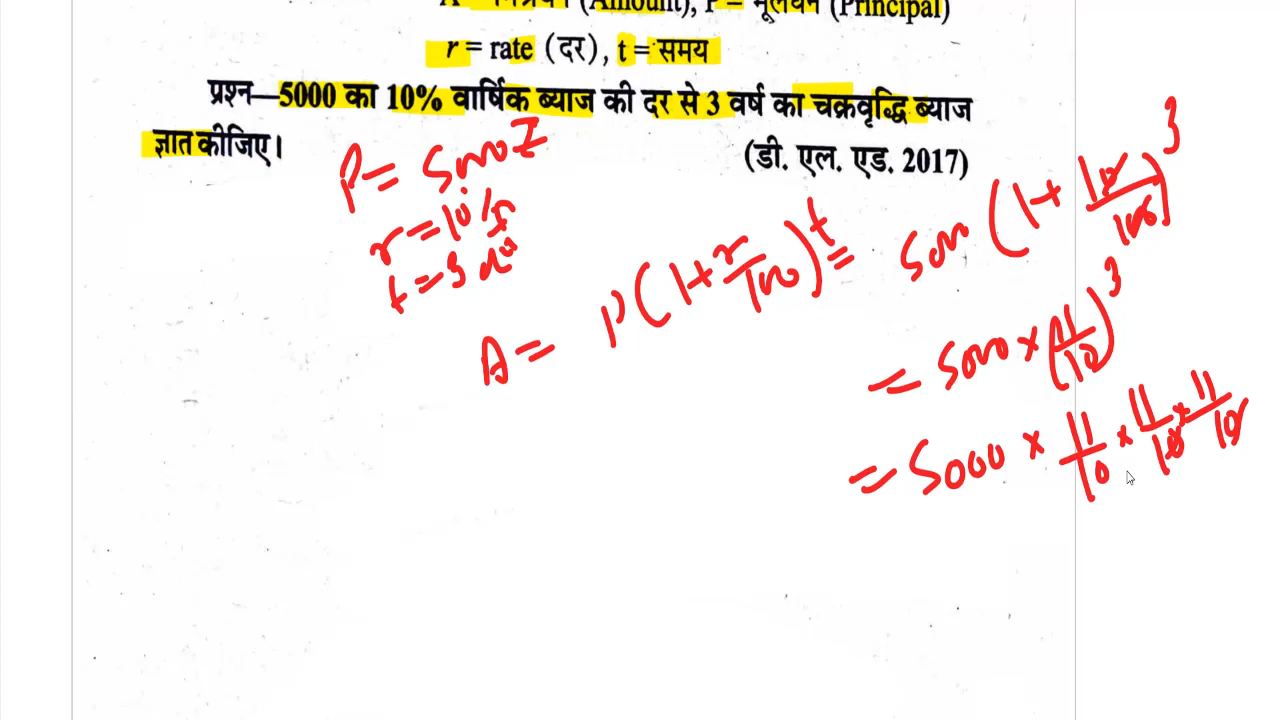 A = मिश्रधन (Amount), P = मूलधन (Principal)
r = rate (दर), t = समय
प्रश्न—5000 का 10% वार्षिक ब्याज की दर से 3 वर्ष का चक्रवृद्धि ब्याज
ज्ञात कीजिए।
(डी. एल. एड. 2017)
P = 5000
r = 10%
t = 3
A = P(1+r/100)^t = 5000(1+10/100)^3
= 5000 × (11/10)^3
= 5000 × 11/10 × 11/10 × 11/10